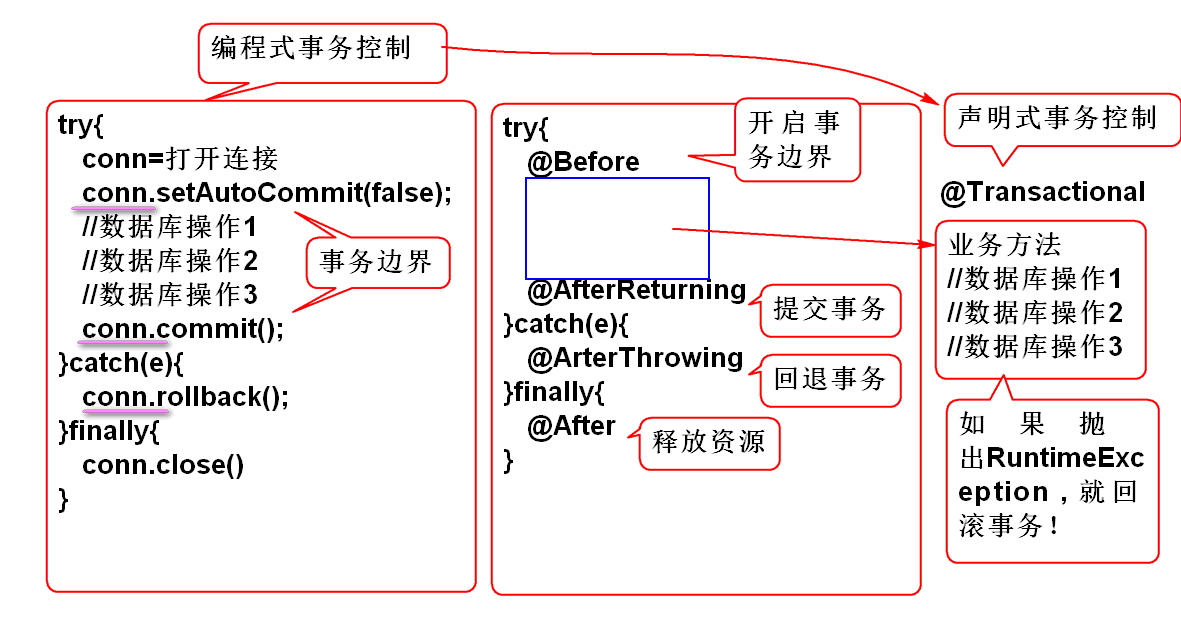 编程式事务控制
try{
conn=打开连接
conn.setAutoCommit(false);
//数据库操作1
//数据库操作2
//数据库操作3
conn.commit();
}catch(e){
conn.rollback();
}finally{
conn.close()
}
事务边界
try{
@Before
@AfterReturning
}catch(e){
@ArterThrowing
}finally{
@After
}
开启事
务边界
提交事务
回退事务
释放资源
声明式事务控制
@Transactional
业务方法
//数据库操作1
//数据库操作2
//数据库操作3
如果抛
出RuntimeExc
eption，就回
滚事务！